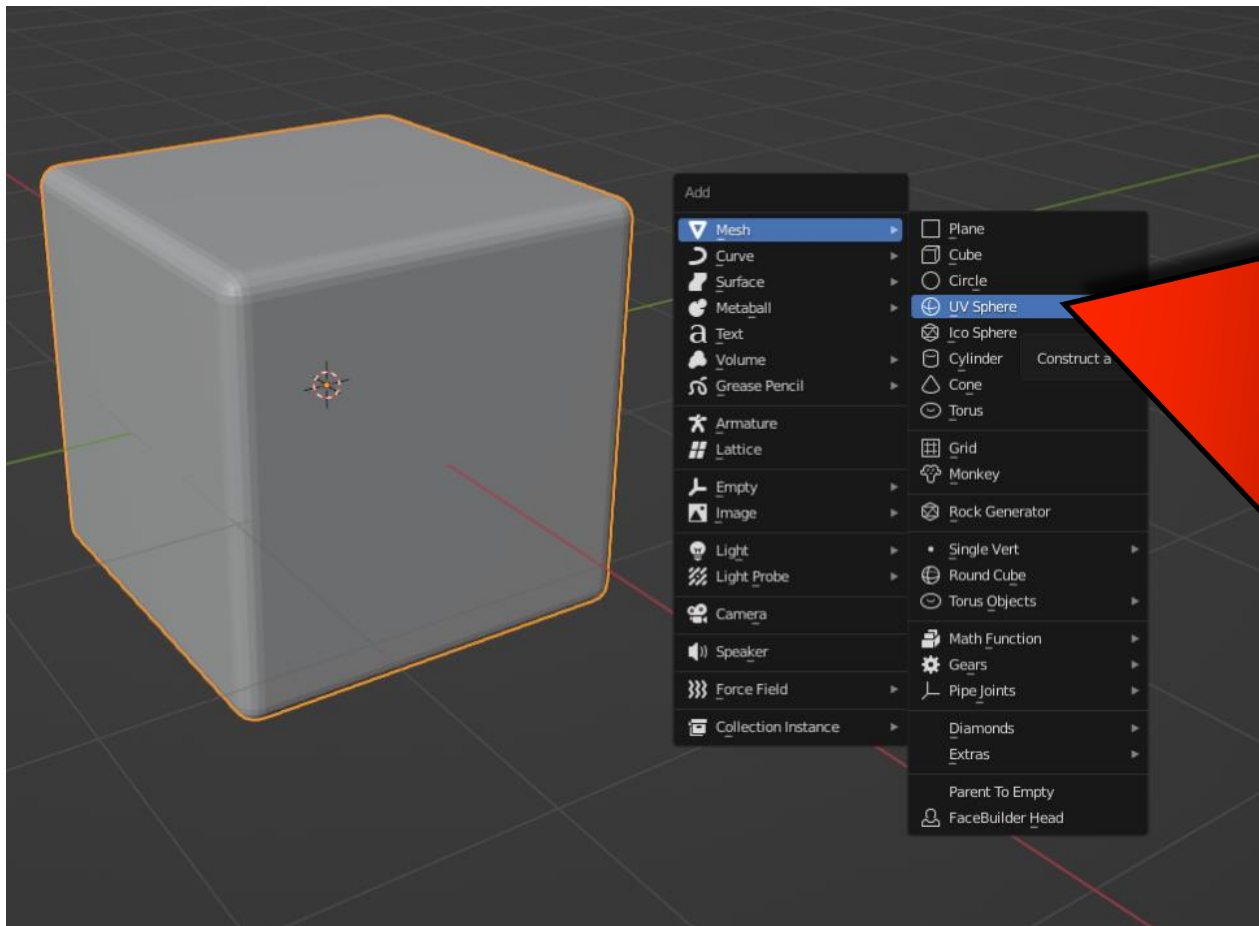 Add
Mesh
Curve
Surface
Metaball
Text
Volume
Grease Pencil
Armature
Lattice
Empty
Image
Light
Light Probe
Camera
Speaker
Force Field
Collection Instance
Plane
Cube
Circle
UV Sphere
Ico Sphere
Cylinder
Construct a
Cone
Torus
Grid
Monkey
Rock Generator
Single Vert
Round Cube
Torus Objects
Math Function
Gears
Pipe Joints
Diamonds
Extras
Parent To Empty
FaceBuilder Head